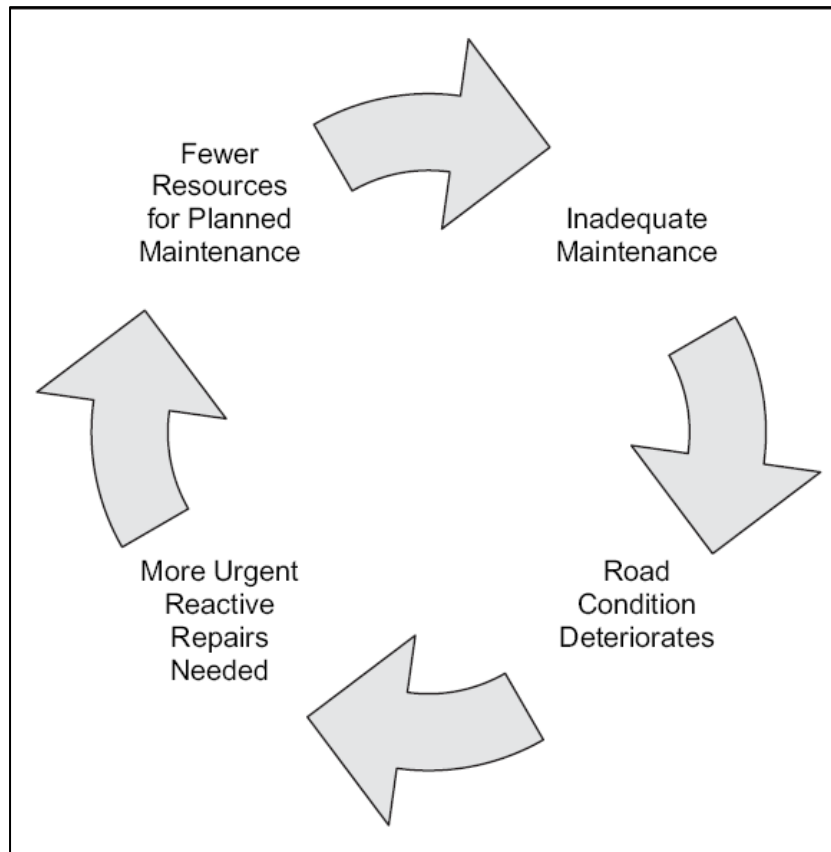 Fewer
Resources
for Planned
Maintenance
Inadequate
Maintenance
Road
Condition
Deteriorates
More Urgent
Reactive
Repairs
Needed